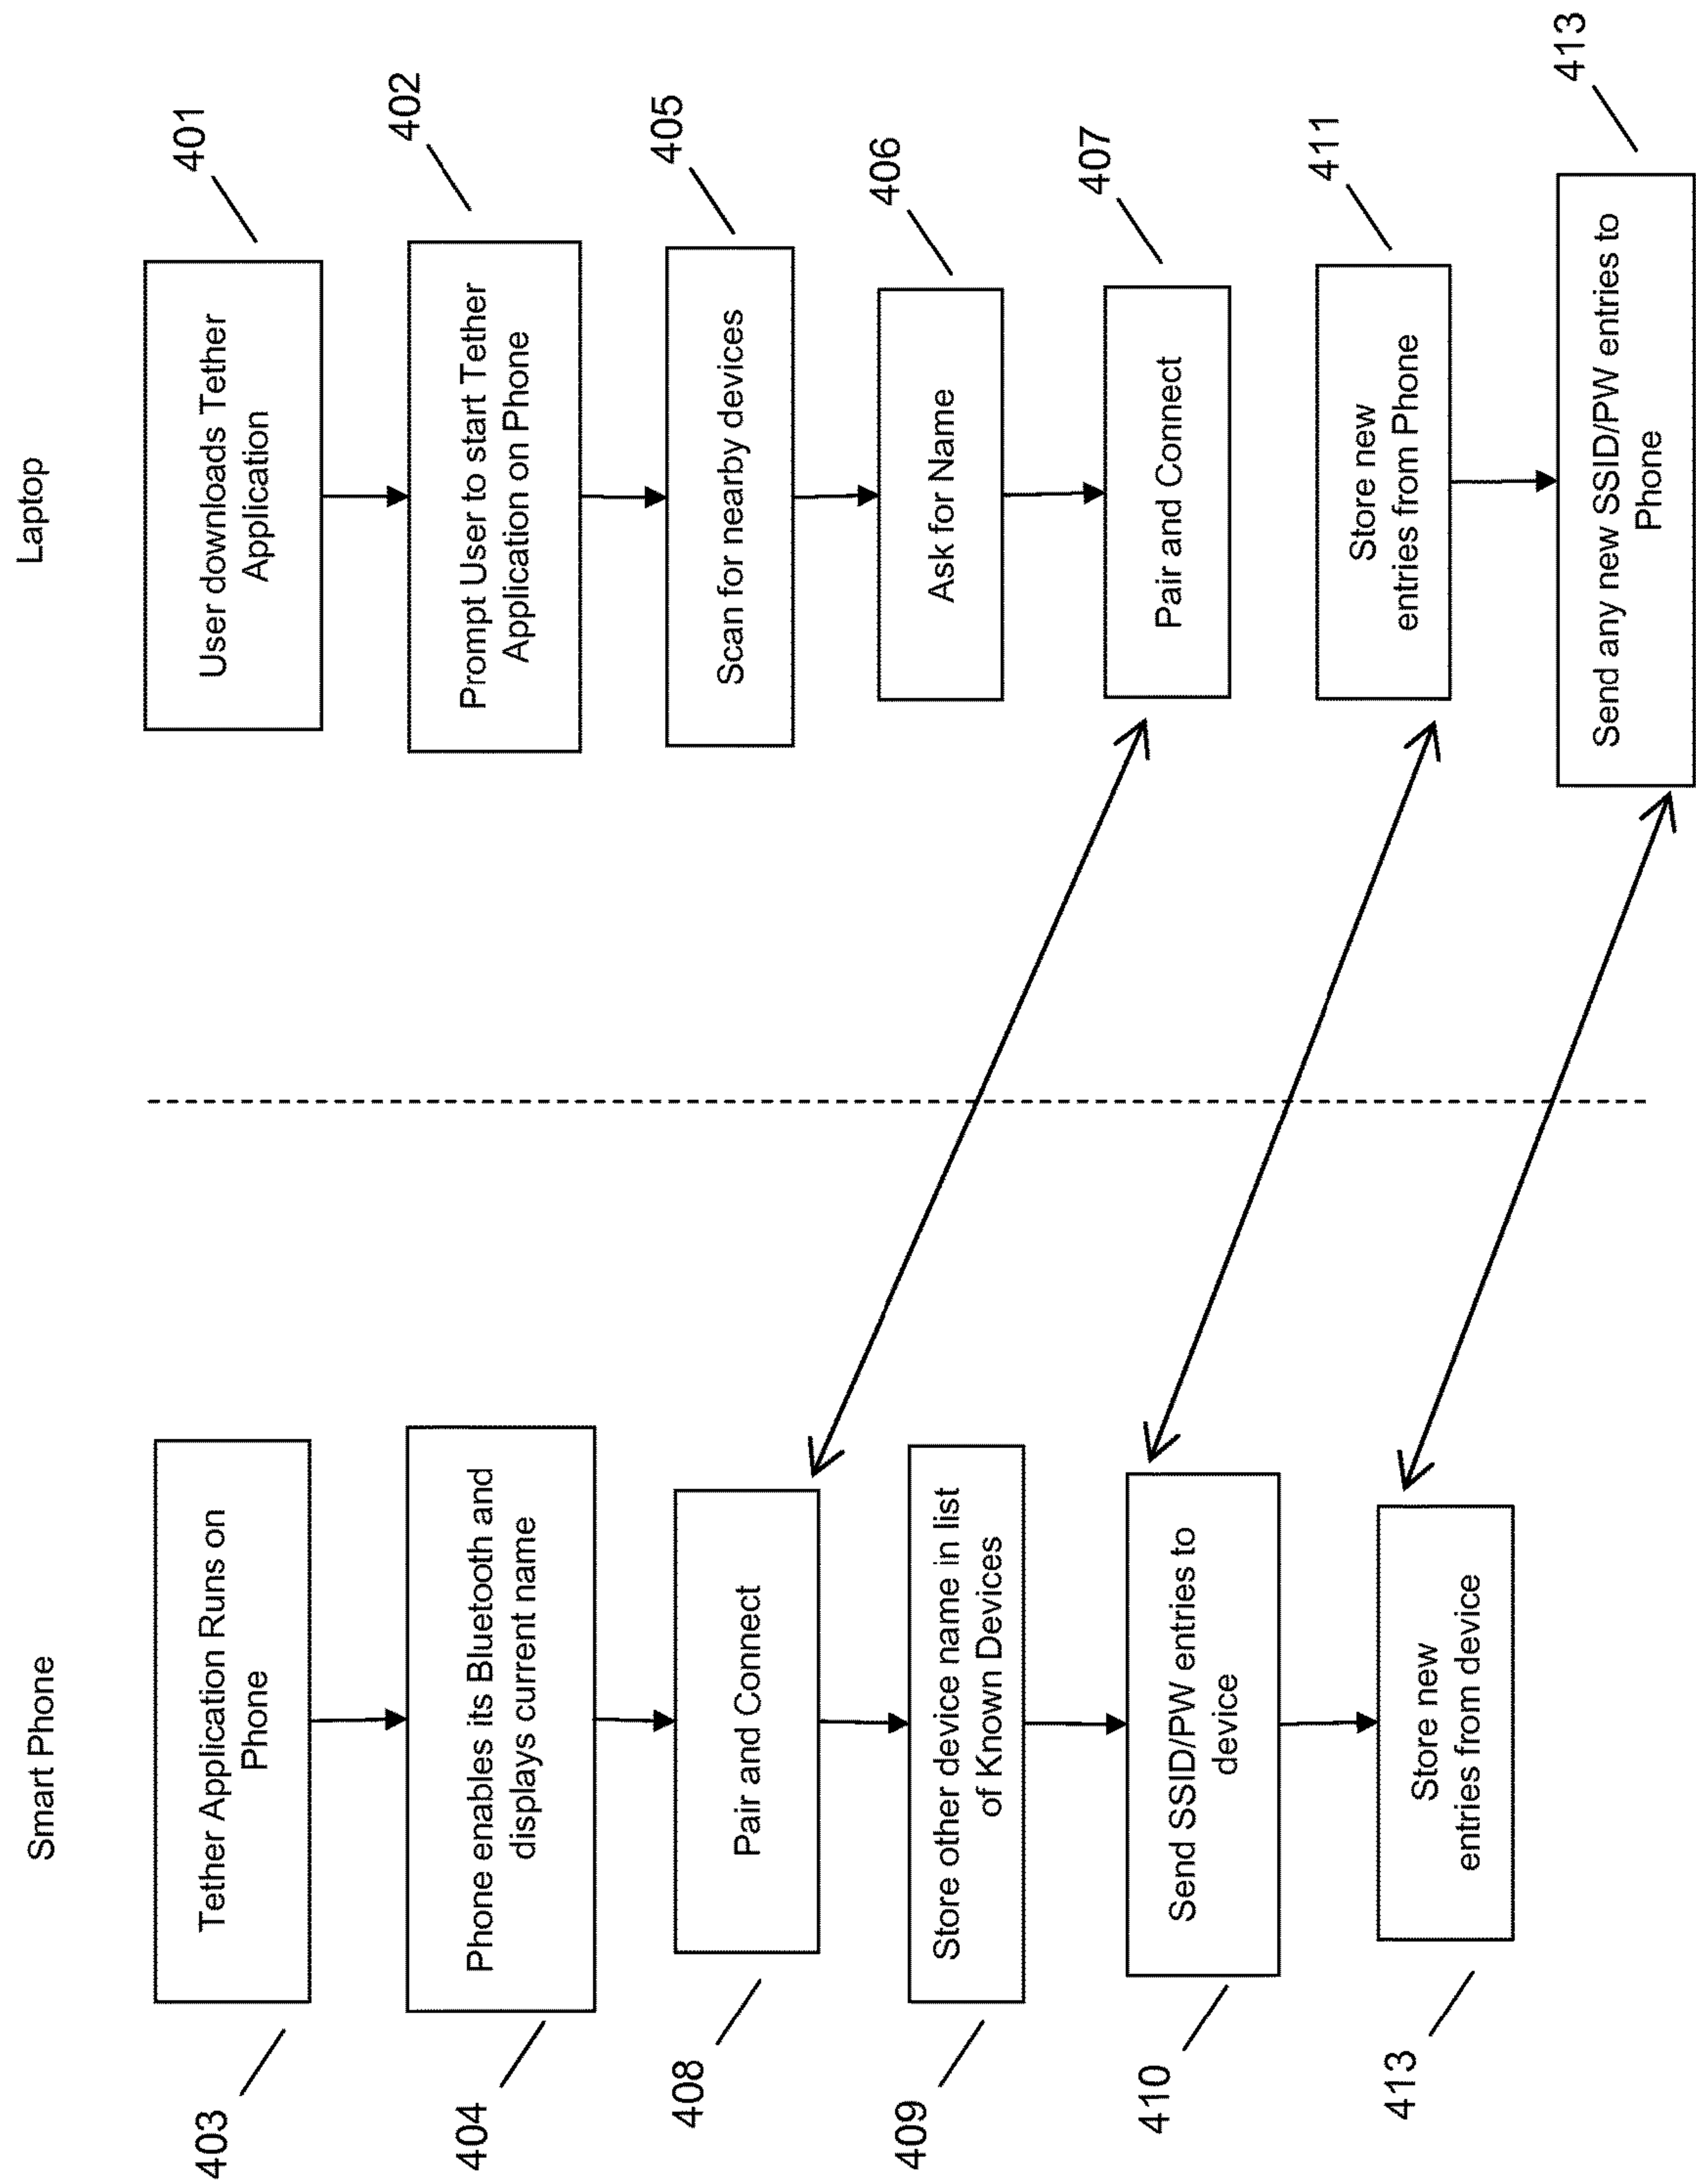 Smart Phone
Tether Application Runs on
Phone
403
Phone enables its Bluetooth and
displays current name
404
Pair and Connect
408
Store other device name in list
of Known Devices
409
Send SSID/PW entries to
device
410
Store new
entries from device
413
Laptop
User downloads Tether
Application
401
Prompt User to start Tether
Application on Phone
402
Scan for nearby devices
405
Ask for Name
406
Pair and Connect
407
Store new
entries from Phone
411
Send any new SSID/PW entries to
Phone
413